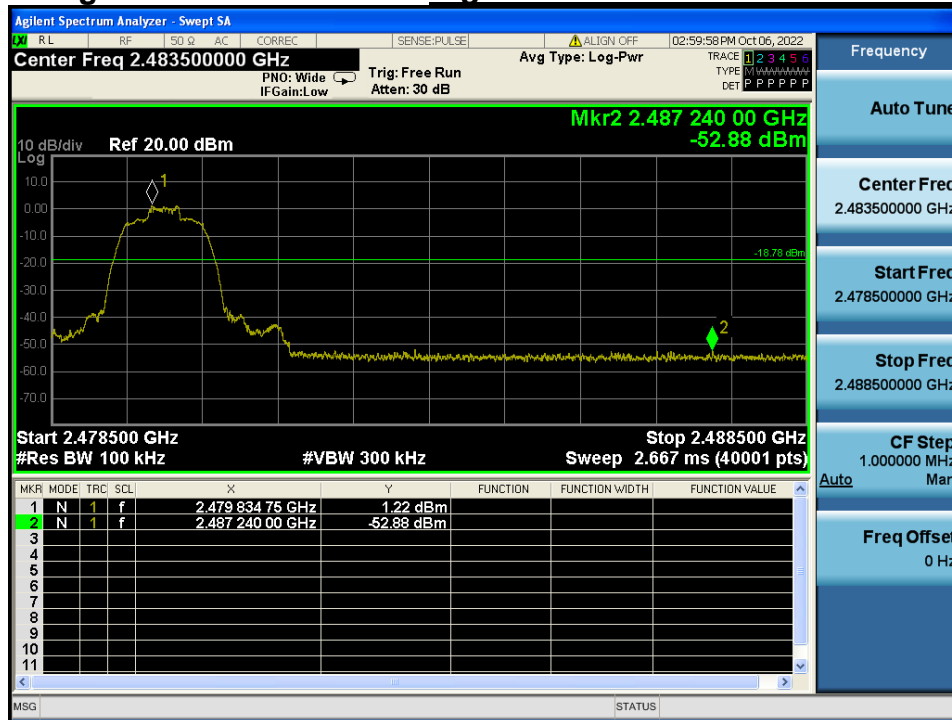 Agilent Spectrum Analyzer - Swept SA
LXI RL RF 50 Ω AC CORREC SENSE:PULSE ALIGN OFF 02:59:58 PM Oct 06, 2022
Center Freq 2.483500000 GHz
PNO: Wide
IFGain:Low
Trig: Free Run
Atten: 30 dB
Avg Type: Log-Pwr
TRACE 1 2 3 4 5 6
TYPE M W W W W W
DET P P P P P P
Mkr2 2.487 240 00 GHz
-52.88 dBm
10 dB/div Ref 20.00 dBm
Log
10.0
0.00
-10.0
-20.0
-30.0
-40.0
-50.0
-60.0
-70.0
1
-18.78 dBm
2
Start 2.478500 GHz Stop 2.488500 GHz
#Res BW 100 kHz #VBW 300 kHz Sweep 2.667 ms (40001 pts)
MKR MODE TRC SCL X Y FUNCTION FUNCTION WIDTH FUNCTION VALUE
1 N 1 f 2.479 834 75 GHz 1.22 dBm
2 N 1 f 2.487 240 00 GHz -52.88 dBm
3
4
5
6
7
8
9
10
11
MSG STATUS
Frequency
Auto Tune
Center Freq
2.483500000 GHz
Start Freq
2.478500000 GHz
Stop Freq
2.488500000 GHz
CF Step
1.000000 MHz
Auto Man
Freq Offset
0 Hz